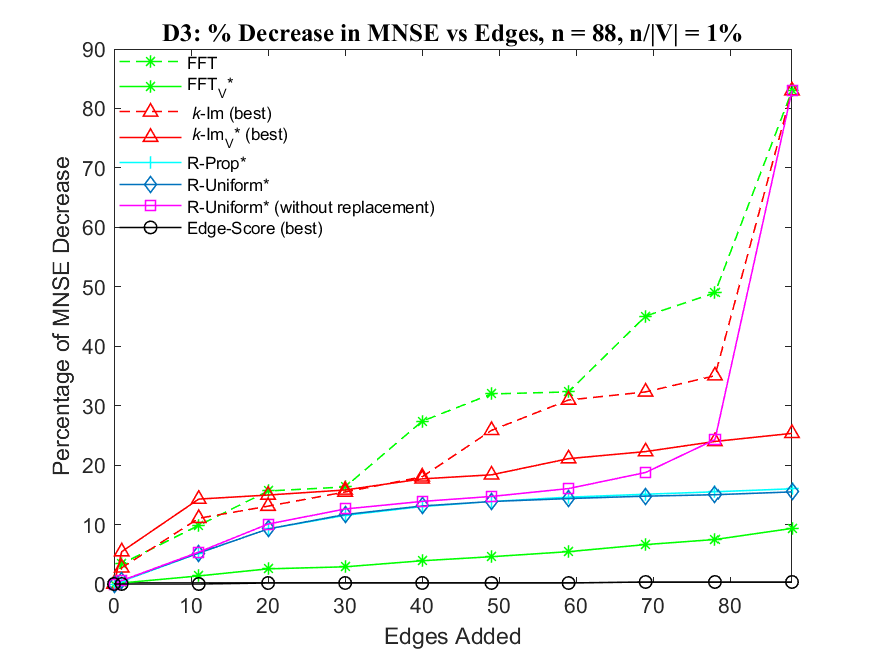 D3: % Decrease in MNSE vs Edges, n = 88, n/|V| = 1%
90
80
70
60
50
40
30
20
10
0
Percentage of MNSE Decrease
FFT
FFT_V*
k-Im (best)
k-Im_V* (best)
R-Prop*
R-Uniform*
R-Uniform* (without replacement)
Edge-Score (best)
0 10 20 30 40 50 60 70 80
Edges Added